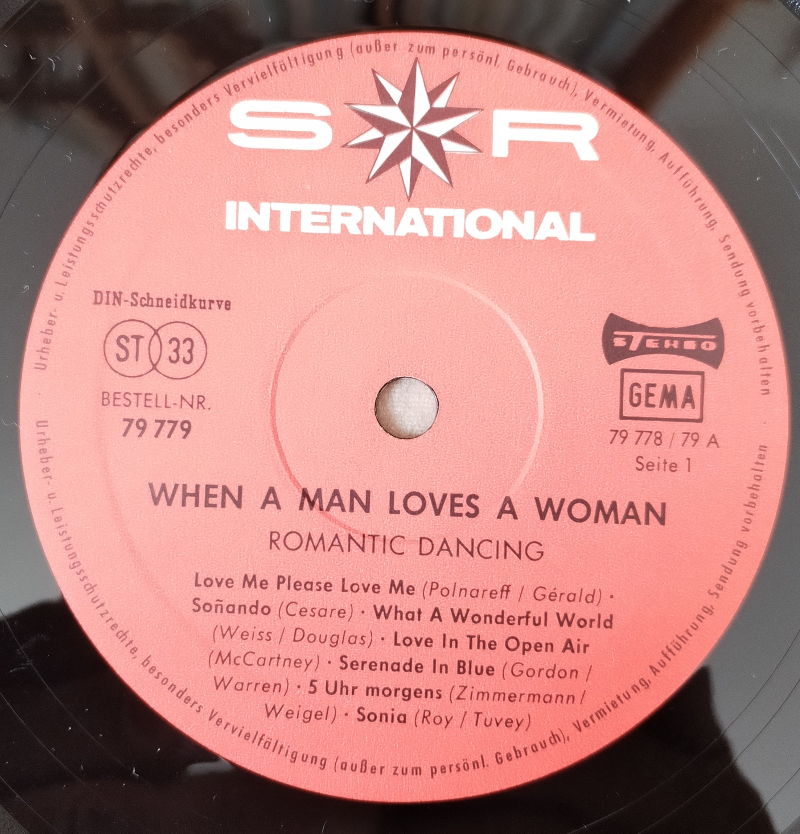 Urheber- u. Leistungsschutzrechte, besonders Vervielfältigung (außer zum persönl. Gebrauch), Vermietung, Aufführung, Sendung vorbehalten
S R
INTERNATIONAL
DIN-Schneidkurve
ST 33
BESTELL-NR.
79 779
STEREO
GEMA
79 778 / 79 A
Seite 1
WHEN A MAN LOVES A WOMAN
ROMANTIC DANCING
Love Me Please Love Me (Polnareff / Gérald) ·
Soñando (Cesare) · What A Wonderful World
(Weiss / Douglas) · Love In The Open Air
(McCartney) · Serenade In Blue (Gordon /
Warren) · 5 Uhr morgens (Zimmermann /
Weigel) · Sonia (Roy / Tuvey)
Urheber- u. Leistungsschutzrechte, besonders Vervielfältigung (außer zum persönl. Gebrauch), Vermietung, Aufführung, Sendung vorbehalten